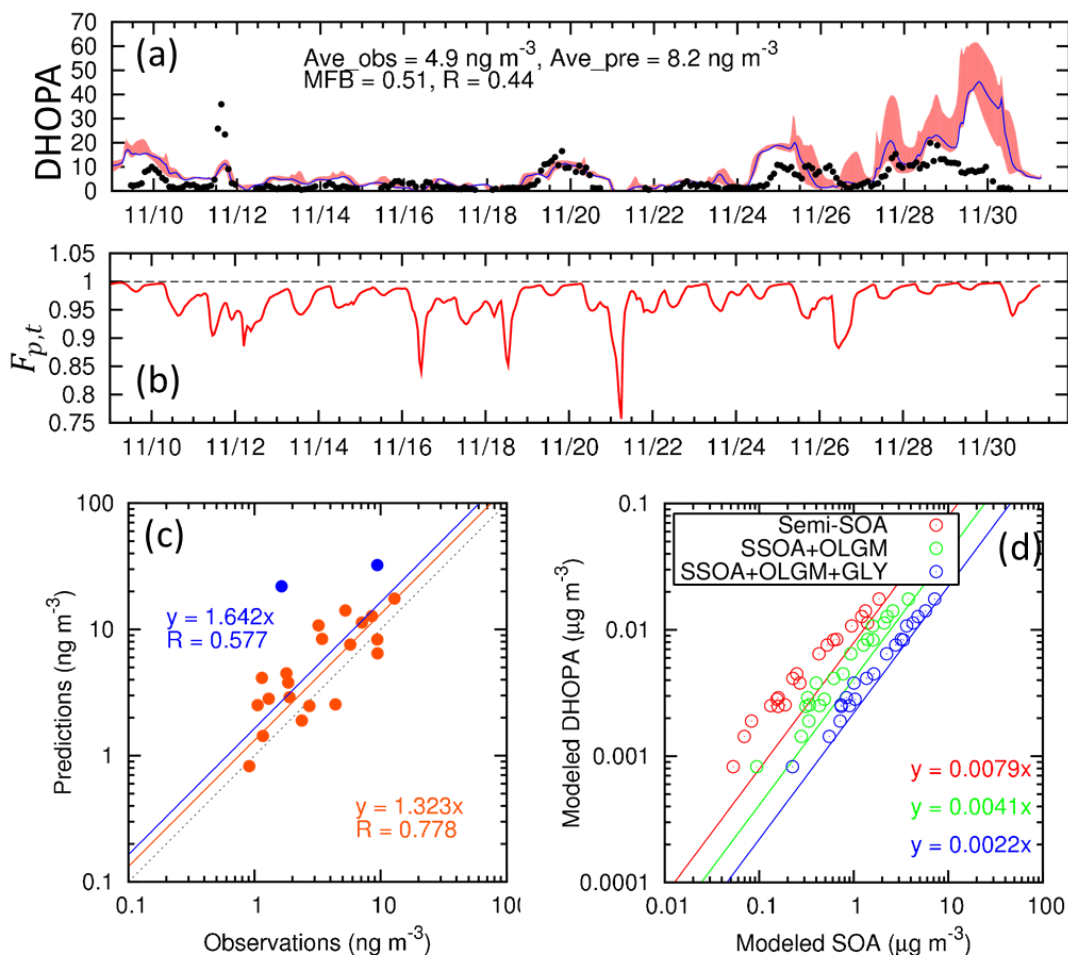 (a)
Ave_obs = 4.9 ng m-3, Ave_pre = 8.2 ng m-3
MFB = 0.51, R = 0.44
DHOPA
70
60
50
40
30
20
10
0
11/10 11/12 11/14 11/16 11/18 11/20 11/22 11/24 11/26 11/28 11/30
1.05
1
0.95
0.9
0.85
0.8
0.75
Fp,t
(b)
11/10 11/12 11/14 11/16 11/18 11/20 11/22 11/24 11/26 11/28 11/30
(c)
100
10
1
0.1
Predictions (ng m-3)
y = 1.642x
R = 0.577
y = 1.323x
R = 0.778
0.1 1 10 100
Observations (ng m-3)
(d)
0.1
0.01
0.001
0.0001
Modeled DHOPA (μg m-3)
Semi-SOA
SSOA+OLGM
SSOA+OLGM+GLY
y = 0.0079x
y = 0.0041x
y = 0.0022x
0.01 0.1 1 10 100
Modeled SOA (μg m-3)